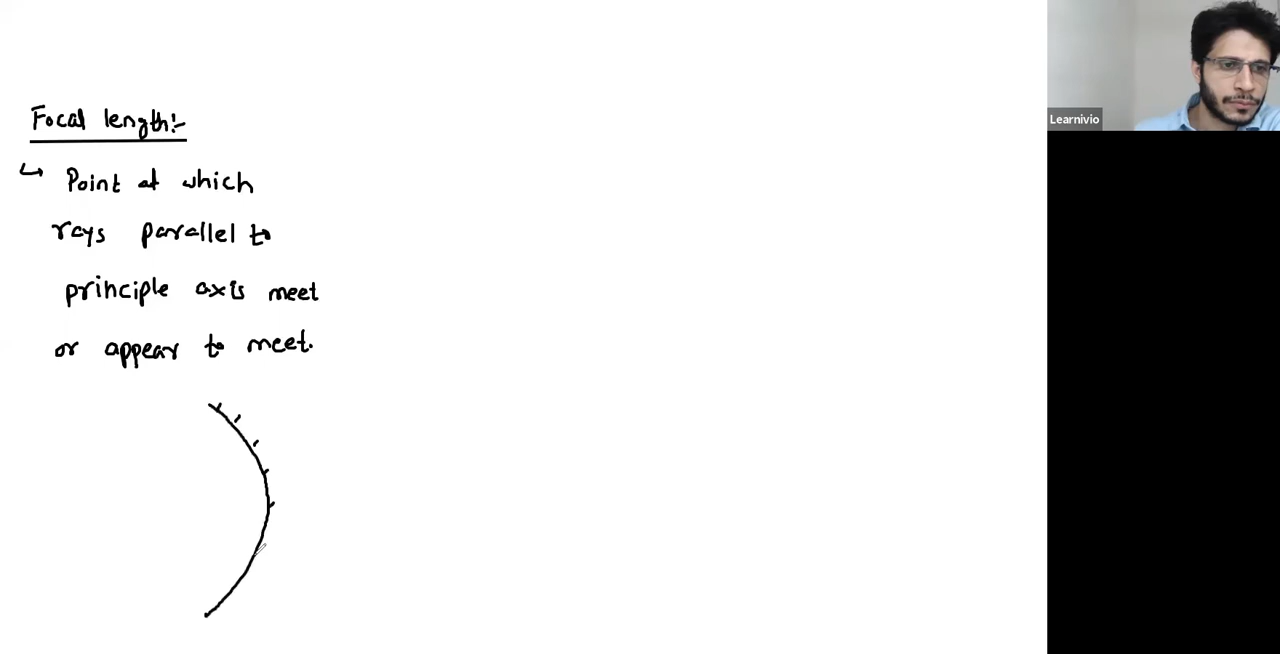 Focal length:-
↳ Point at which
rays parallel to
principle axis meet
or appear to meet.
Learnivio